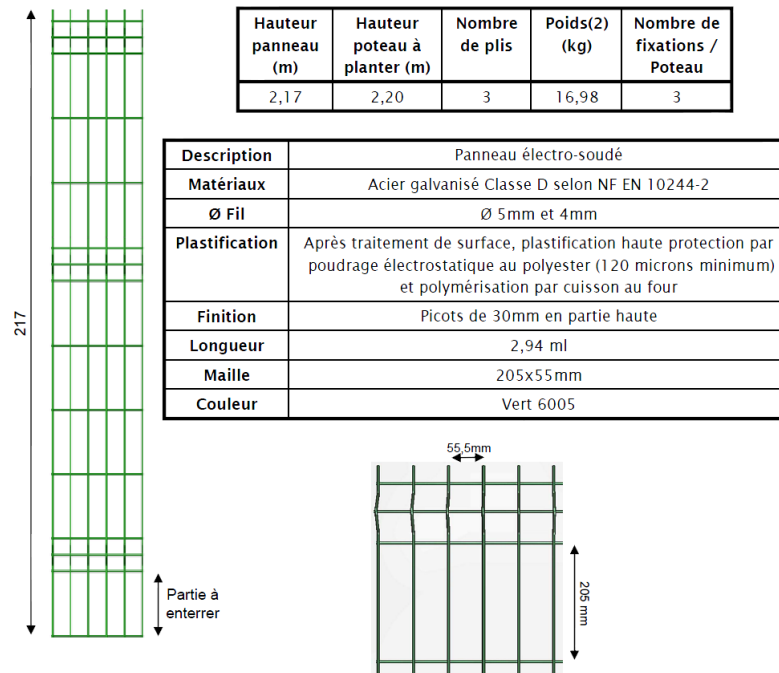 Hauteur panneau (m)
Hauteur poteau à planter (m)
Nombre de plis
Poids(2) (kg)
Nombre de fixations / Poteau
2,17
2,20
3
16,98
3
Description
Panneau électro-soudé
Matériaux
Acier galvanisé Classe D selon NF EN 10244-2
Ø Fil
Ø 5mm et 4mm
Plastification
Après traitement de surface, plastification haute protection par
poudrage électrostatique au polyester (120 microns minimum)
et polymérisation par cuisson au four
Finition
Picots de 30mm en partie haute
Longueur
2,94 ml
Maille
205x55mm
Couleur
Vert 6005
217
Partie à
enterrer
55,5mm
205 mm